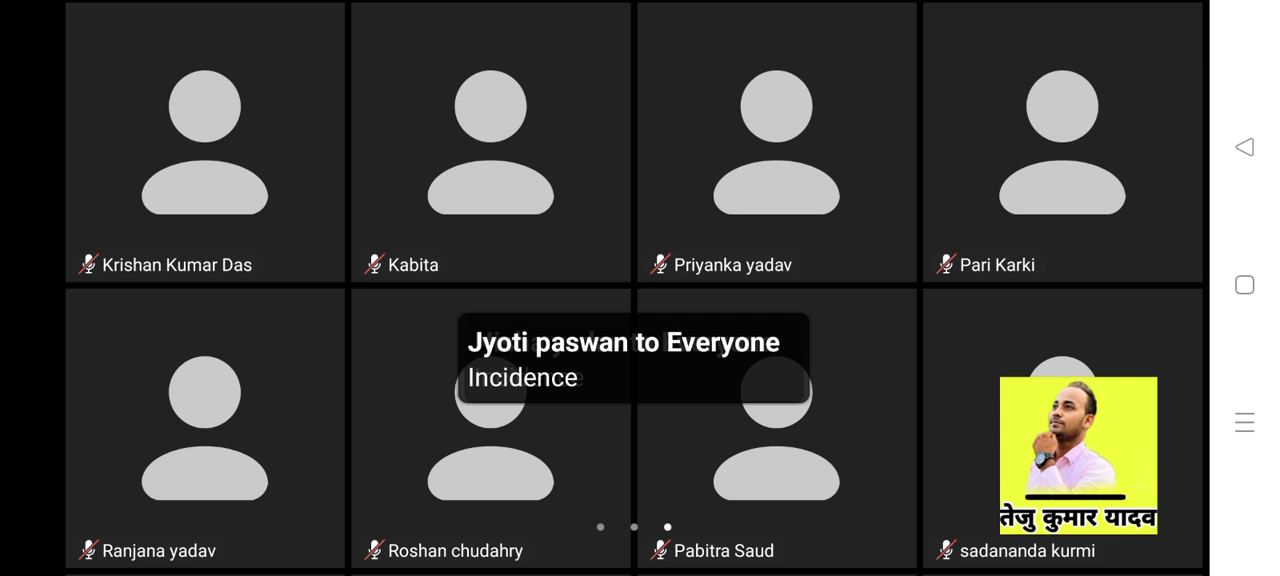 Krishan Kumar Das
Kabita
Priyanka yadav
Pari Karki
Jyoti paswan to Everyone
Incidence
तेजु कुमार यादव
Ranjana yadav
Roshan chudahry
Pabitra Saud
sadananda kurmi